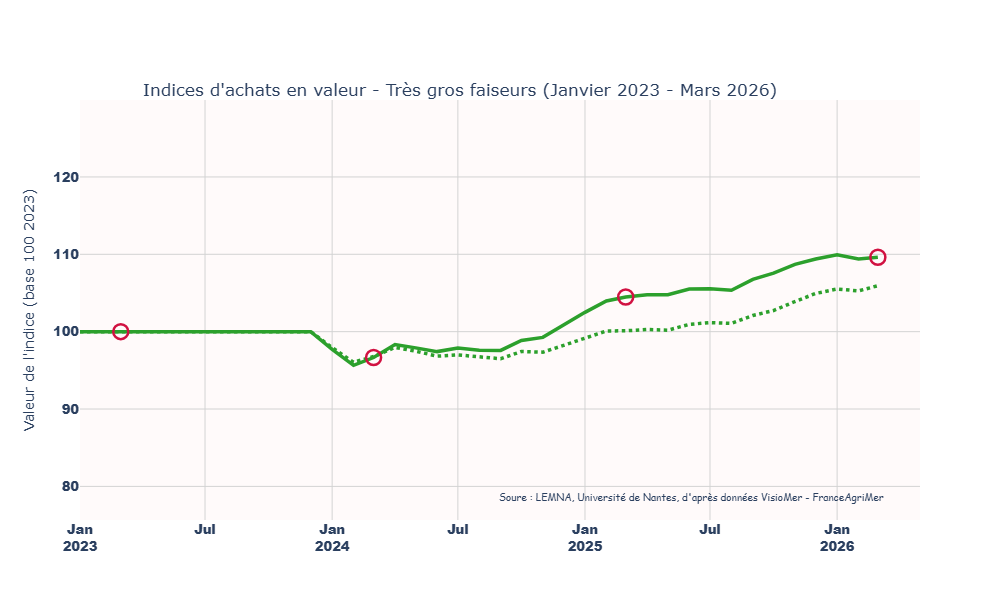 Indices d'achats en valeur - Très gros faiseurs (Janvier 2023 - Mars 2026)
Valeur de l'indice (base 100 2023)
120
110
100
90
80
Soure : LEMNA, Université de Nantes, d'après données VisioMer - FranceAgriMer
Jan
2023
Jul
Jan
2024
Jul
Jan
2025
Jul
Jan
2026